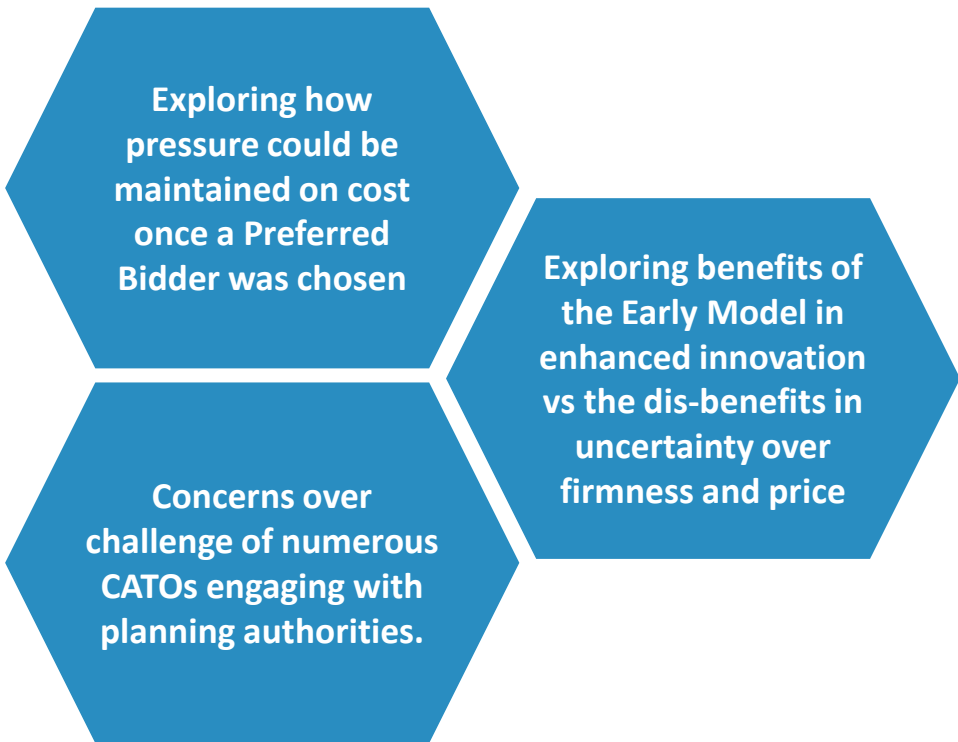 Exploring how
pressure could be
maintained on cost
once a Preferred
Bidder was chosen
Exploring benefits of
the Early Model in
enhanced innovation
vs the dis-benefits in
uncertainty over
firmness and price
Concerns over
challenge of numerous
CATOs engaging with
planning authorities.